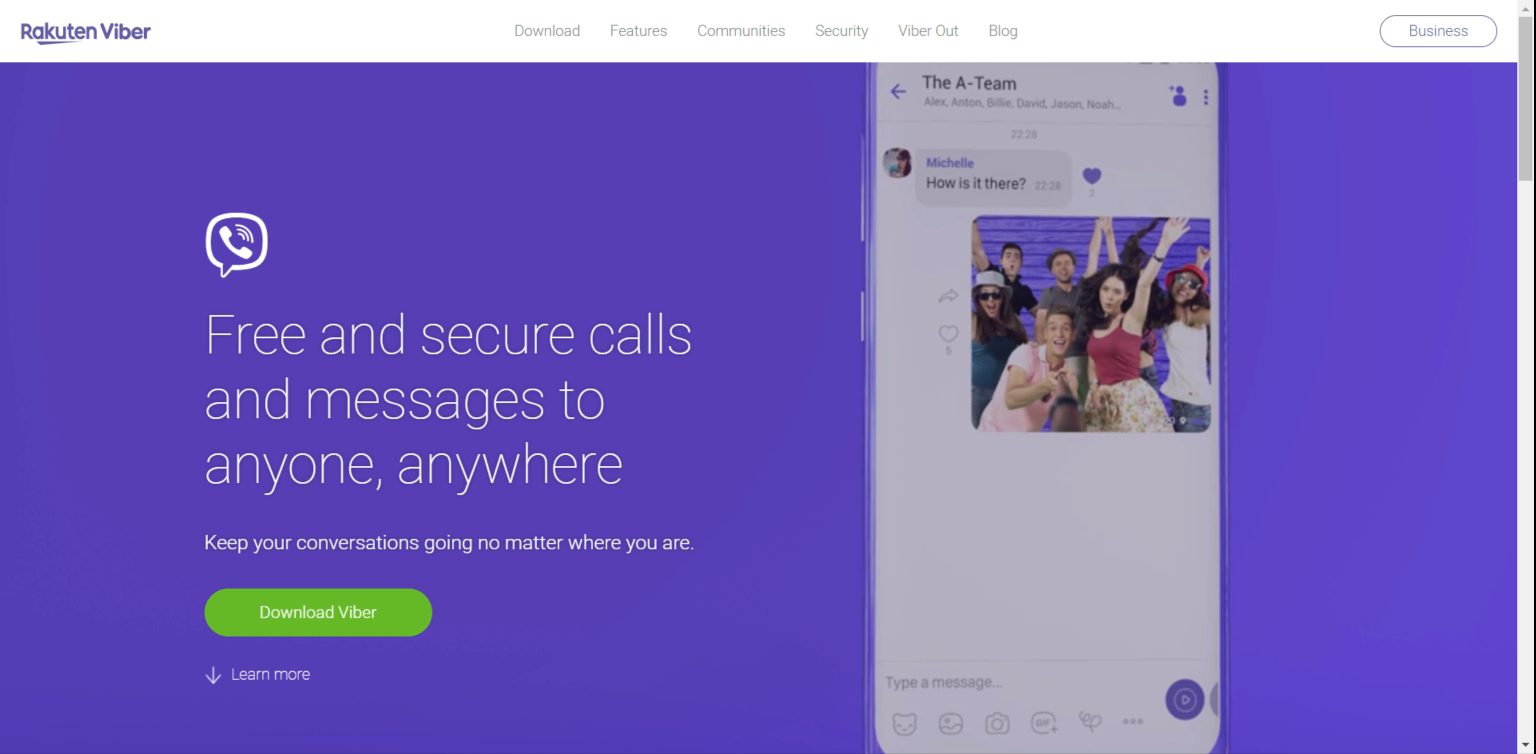 Rakuten Viber
Download
Features
Communities
Security
Viber Out
Blog
Business
The A-Team
Alex, Anton, Billie, David, Jason, Noah...
22:28
Michelle
How is it there? 22:28
2
5
Free and secure calls
and messages to
anyone, anywhere
Keep your conversations going no matter where you are.
Download Viber
Learn more
Type a message...
GIF